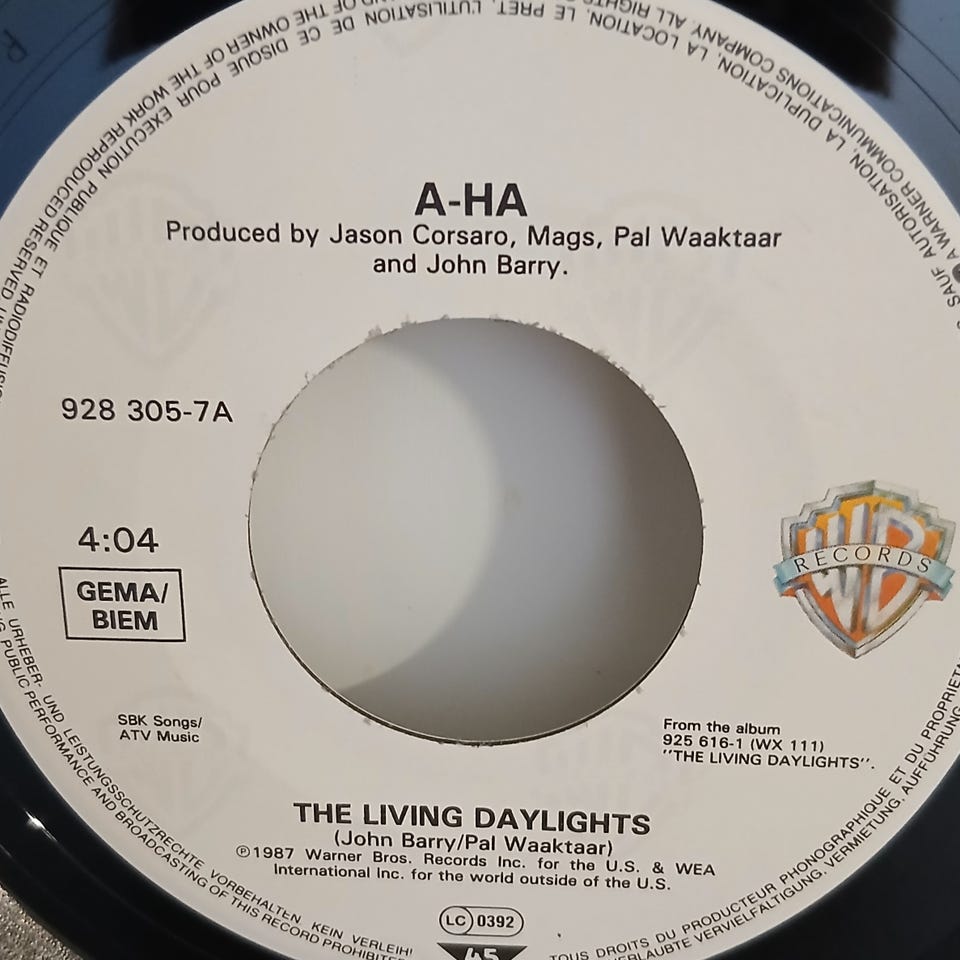 A-HA
Produced by Jason Corsaro, Mags, Pal Waaktaar
and John Barry.
928 305-7A
4:04
GEMA/
BIEM
WB
RECORDS
SBK Songs/
ATV Music
From the album
925 616-1 (WX 111)
"THE LIVING DAYLIGHTS".
THE LIVING DAYLIGHTS
(John Barry/Pal Waaktaar)
℗1987 Warner Bros. Records Inc. for the U.S. & WEA
International Inc. for the world outside of the U.S.
LC 0392
45
ALLE URHEBER- UND LEISTUNGSSCHUTZRECHTE VORBEHALTEN. KEIN VERLEIH!
PUBLIC PERFORMANCE AND BROADCASTING OF THIS RECORD PROHIBITE
TOUS DROITS DU PRODUCTEUR PHONOGRAPHIQUE ET DU PROPRIETA
ERLAUBTE VERVIELFÄLTIGUNG, VERMIETUNG, AUFFÜHRUNG,
SAUF AUTORISATION, LA DUPLICATION, LA LOCATION, LE PRET, L'UTILISATION DE CE DISQUE POUR EXECUTION PUBLIQUE ET RADIODIFFUSIO
A WARNER COMMUNICATIONS COMPANY. ALL RIGHTS
OF THE OWNER OF THE WORK REPRODUCED RESERVED